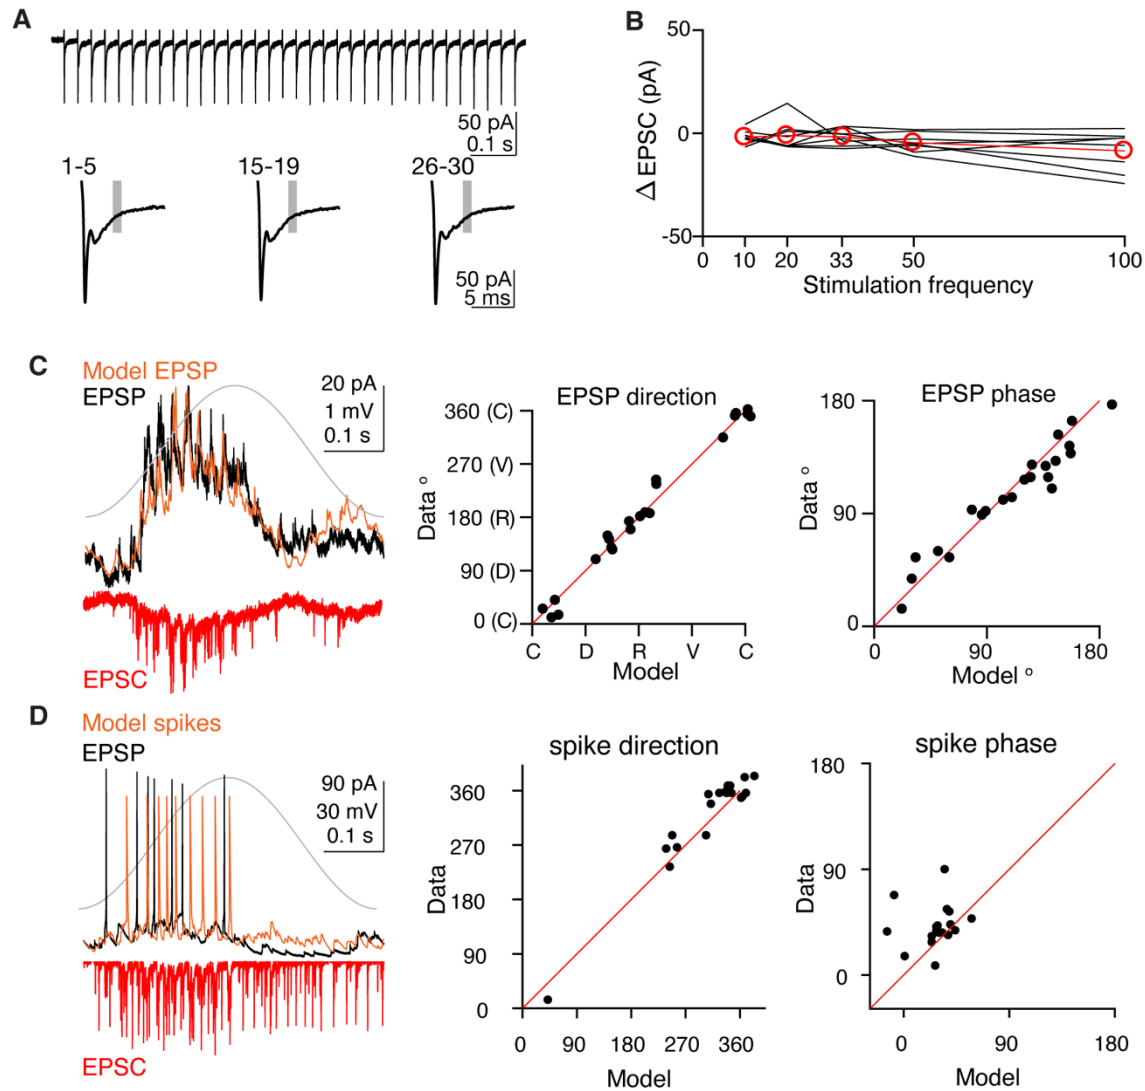 A
50 pA
0.1 s
1-5
15-19
26-30
50 pA
5 ms
B
50
0
-50
Δ EPSC (pA)
0
10
20
33
50
100
Stimulation frequency
C
Model EPSP
EPSP
20 pA
1 mV
0.1 s
EPSC
EPSP direction
360 (C)
270 (V)
180 (R)
90 (D)
0 (C)
Data °
C
D
R
V
C
Model
EPSP phase
180
90
0
Data °
0
90
180
Model °
D
Model spikes
EPSP
90 pA
30 mV
0.1 s
EPSC
spike direction
360
270
180
90
0
Data
0
90
180
270
360
Model
spike phase
180
90
0
Data
0
90
180
Model